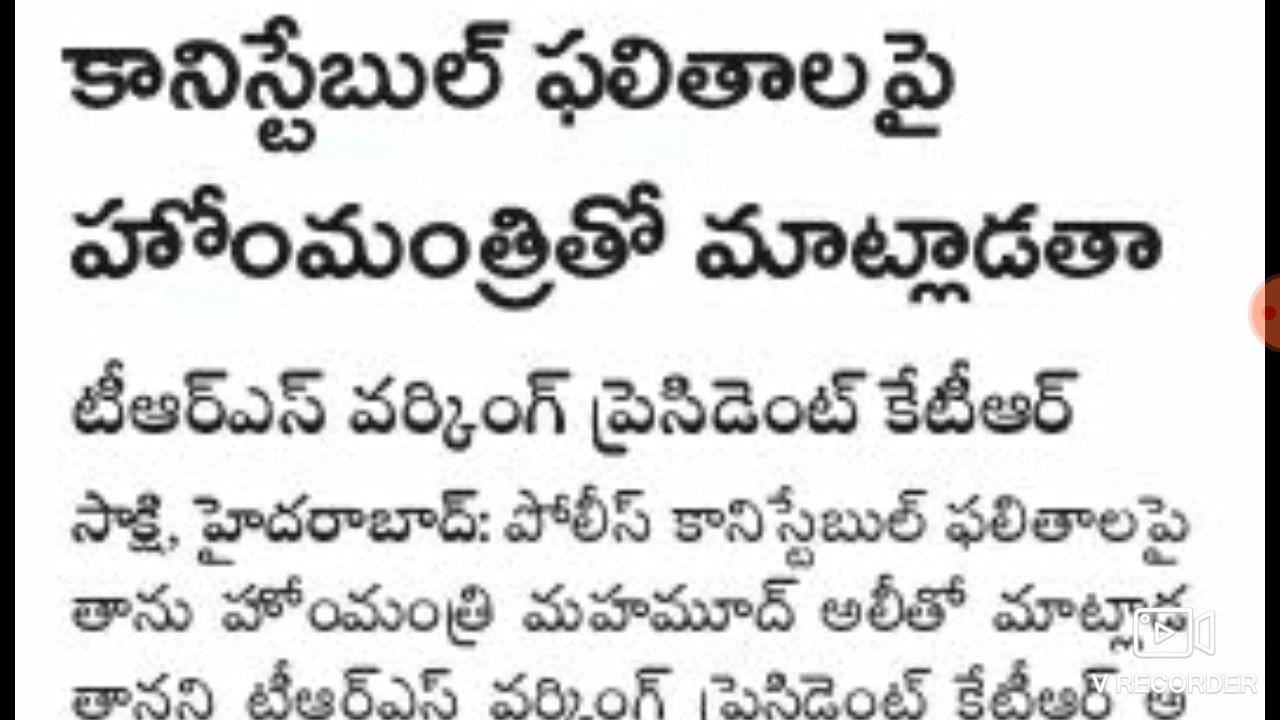 కానిస్టేబుల్ ఫలితాలపై
హోంమంత్రితో మాట్లాడతా
టీఆర్ఎస్ వర్కింగ్ ప్రెసిడెంట్ కేటీఆర్
సాక్షి, హైదరాబాద్: పోలీస్ కానిస్టేబుల్ ఫలితాలపై
తాను హోంమంత్రి మహమూద్ అలీతో మాట్లాడ
తానని టీఆర్ఎస్ వర్కింగ్ ప్రెసిడెంట్ కేటీఆర్ ఆ
V RECORDER